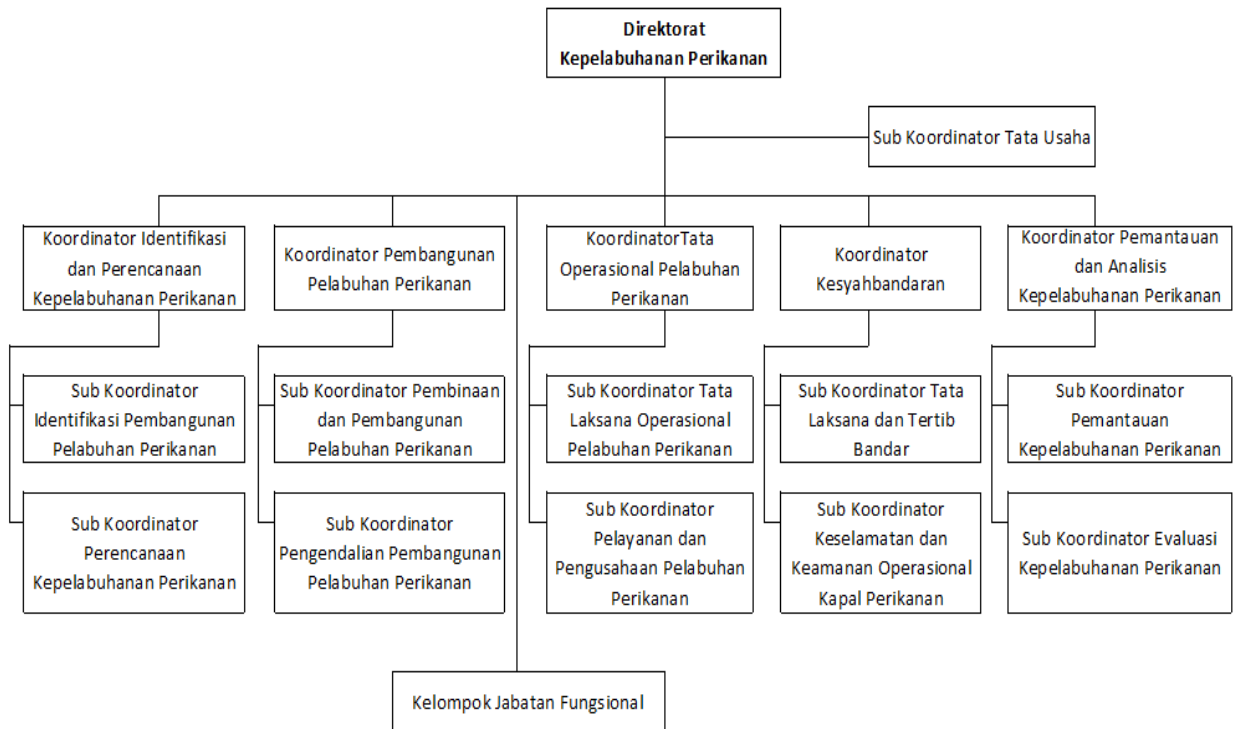 Direktorat
Kepelabuhanan Perikanan
Sub Koordinator Tata Usaha
Koordinator Identifikasi
dan Perencanaan
Kepelabuhanan Perikanan
Koordinator Pembangunan
Pelabuhan Perikanan
KoordinatorTata
Operasional Pelabuhan
Perikanan
Koordinator
Kesyahbandaran
Koordinator Pemantauan
dan Analisis
Kepelabuhanan Perikanan
Sub Koordinator
Identifikasi Pembangunan
Pelabuhan Perikanan
Sub Koordinator Pembinaan
dan Pembangunan
Pelabuhan Perikanan
Sub Koordinator Tata
Laksana Operasional
Pelabuhan Perikanan
Sub Koordinator Tata
Laksana dan Tertib
Bandar
Sub Koordinator
Pemantauan
Kepelabuhanan Perikanan
Sub Koordinator
Perencanaan
Kepelabuhanan Perikanan
Sub Koordinator
Pengendalian Pembangunan
Pelabuhan Perikanan
Sub Koordinator
Pelayanan dan
Pengusahaan Pelabuhan
Perikanan
Sub Koordinator
Keselamatan dan
Keamanan Operasional
Kapal Perikanan
Sub Koordinator Evaluasi
Kepelabuhanan Perikanan
Kelompok Jabatan Fungsional